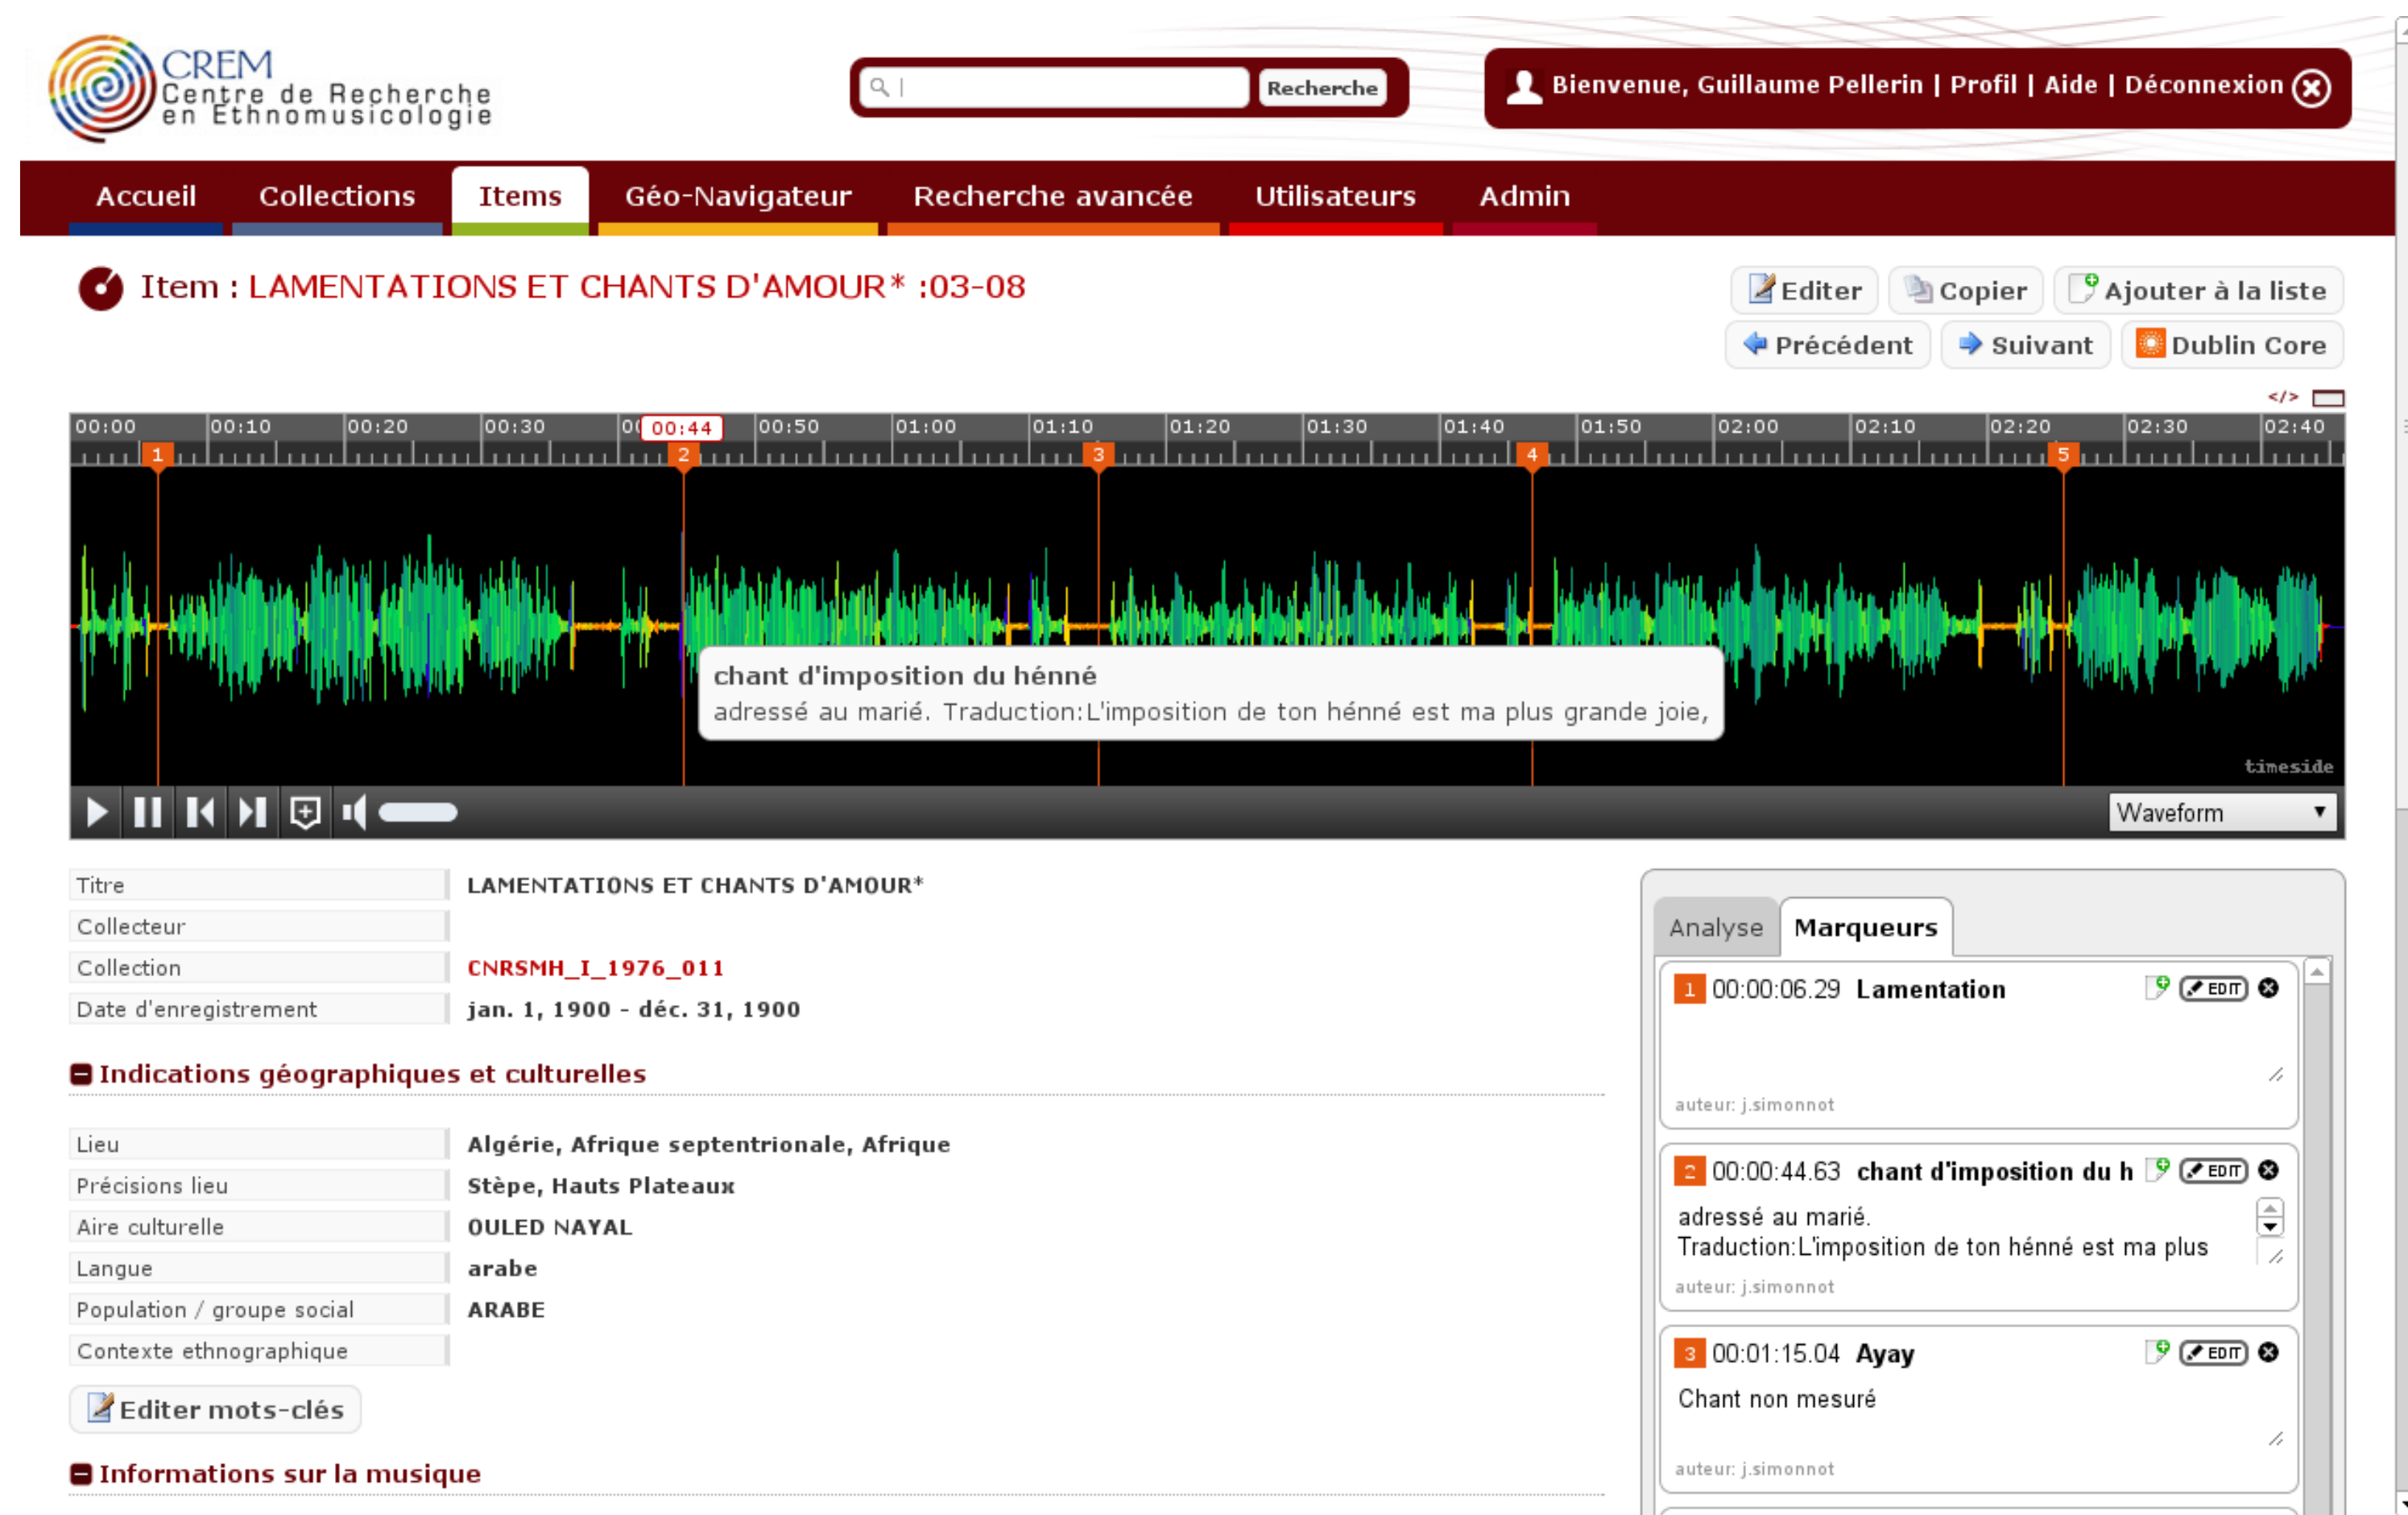 CREM
Centre de Recherche
en Ethnomusicologie
Recherche
Bienvenue, Guillaume Pellerin | Profil | Aide | Déconnexion
Accueil Collections Items Géo-Navigateur Recherche avancée Utilisateurs Admin
Item : LAMENTATIONS ET CHANTS D'AMOUR* :03-08
Editer Copier Ajouter à la liste
Précédent Suivant Dublin Core
</>
00:00 00:10 00:20 00:30 00:44 00:50 01:00 01:10 01:20 01:30 01:40 01:50 02:00 02:10 02:20 02:30 02:40
1 2 3 4 5
chant d'imposition du hénné
adressé au marié. Traduction:L'imposition de ton hénné est ma plus grande joie,
timeside
Waveform
Titre LAMENTATIONS ET CHANTS D'AMOUR*
Collecteur
Collection CNRSMH_I_1976_011
Date d'enregistrement jan. 1, 1900 - déc. 31, 1900
Indications géographiques et culturelles
Lieu Algérie, Afrique septentrionale, Afrique
Précisions lieu Stèpe, Hauts Plateaux
Aire culturelle OULED NAYAL
Langue arabe
Population / groupe social ARABE
Contexte ethnographique
Editer mots-clés
Informations sur la musique
Analyse Marqueurs
1 00:00:06.29 Lamentation EDIT
auteur: j.simonnot
2 00:00:44.63 chant d'imposition du h EDIT
adressé au marié.
Traduction:L'imposition de ton hénné est ma plus
auteur: j.simonnot
3 00:01:15.04 Ayay EDIT
Chant non mesuré
auteur: j.simonnot